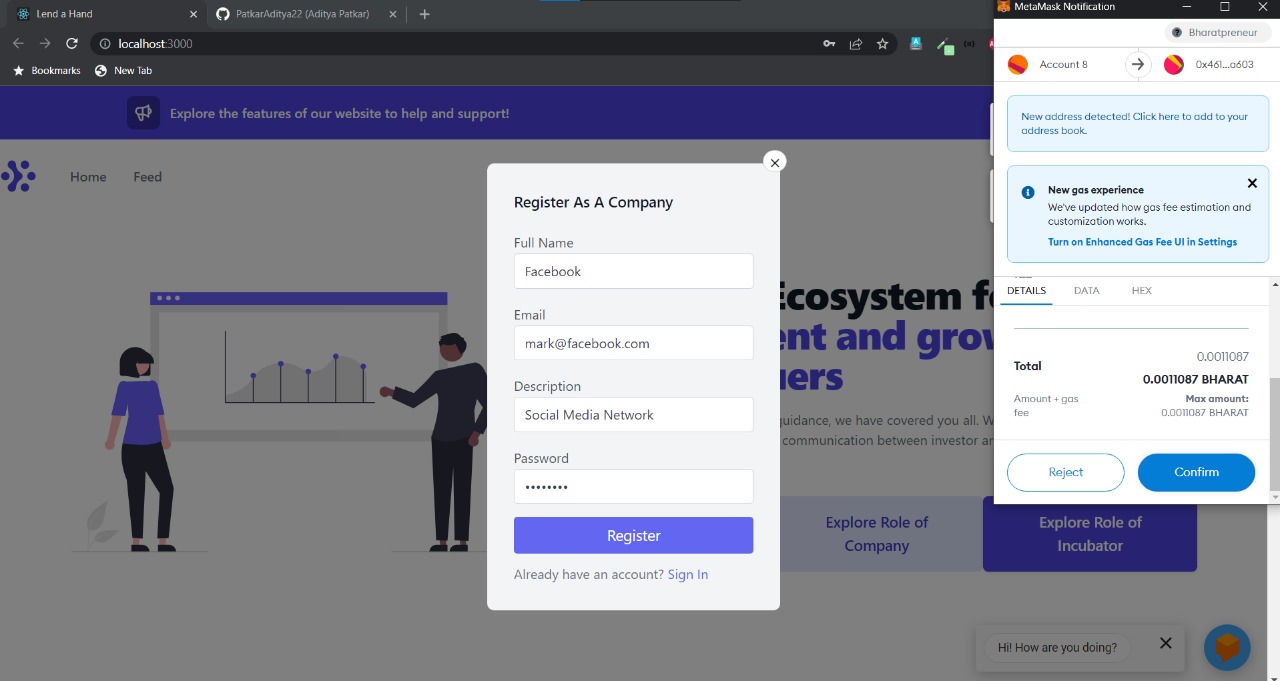 Lend a Hand
PatkarAditya22 (Aditya Patkar)
localhost:3000
Bookmarks
New Tab
Explore the features of our website to help and support!
Home
Feed
Register As A Company
Full Name
Facebook
Email
mark@facebook.com
Description
Social Media Network
Password
••••••••
Register
Already have an account? Sign In
Ecosystem f
nt and grow
ers
guidance, we have covered you all. W
communication between investor a
Explore Role of
Company
Explore Role of
Incubator
Hi! How are you doing?
MetaMask Notification
Bharatpreneur
Account 8
0x461...a603
New address detected! Click here to add to your
address book.
New gas experience
We've updated how gas fee estimation and
customization works.
Turn on Enhanced Gas Fee UI in Settings
DETAILS
DATA
HEX
0.0011087
Total
0.0011087 BHARAT
Amount + gas
fee
Max amount:
0.0011087 BHARAT
Reject
Confirm